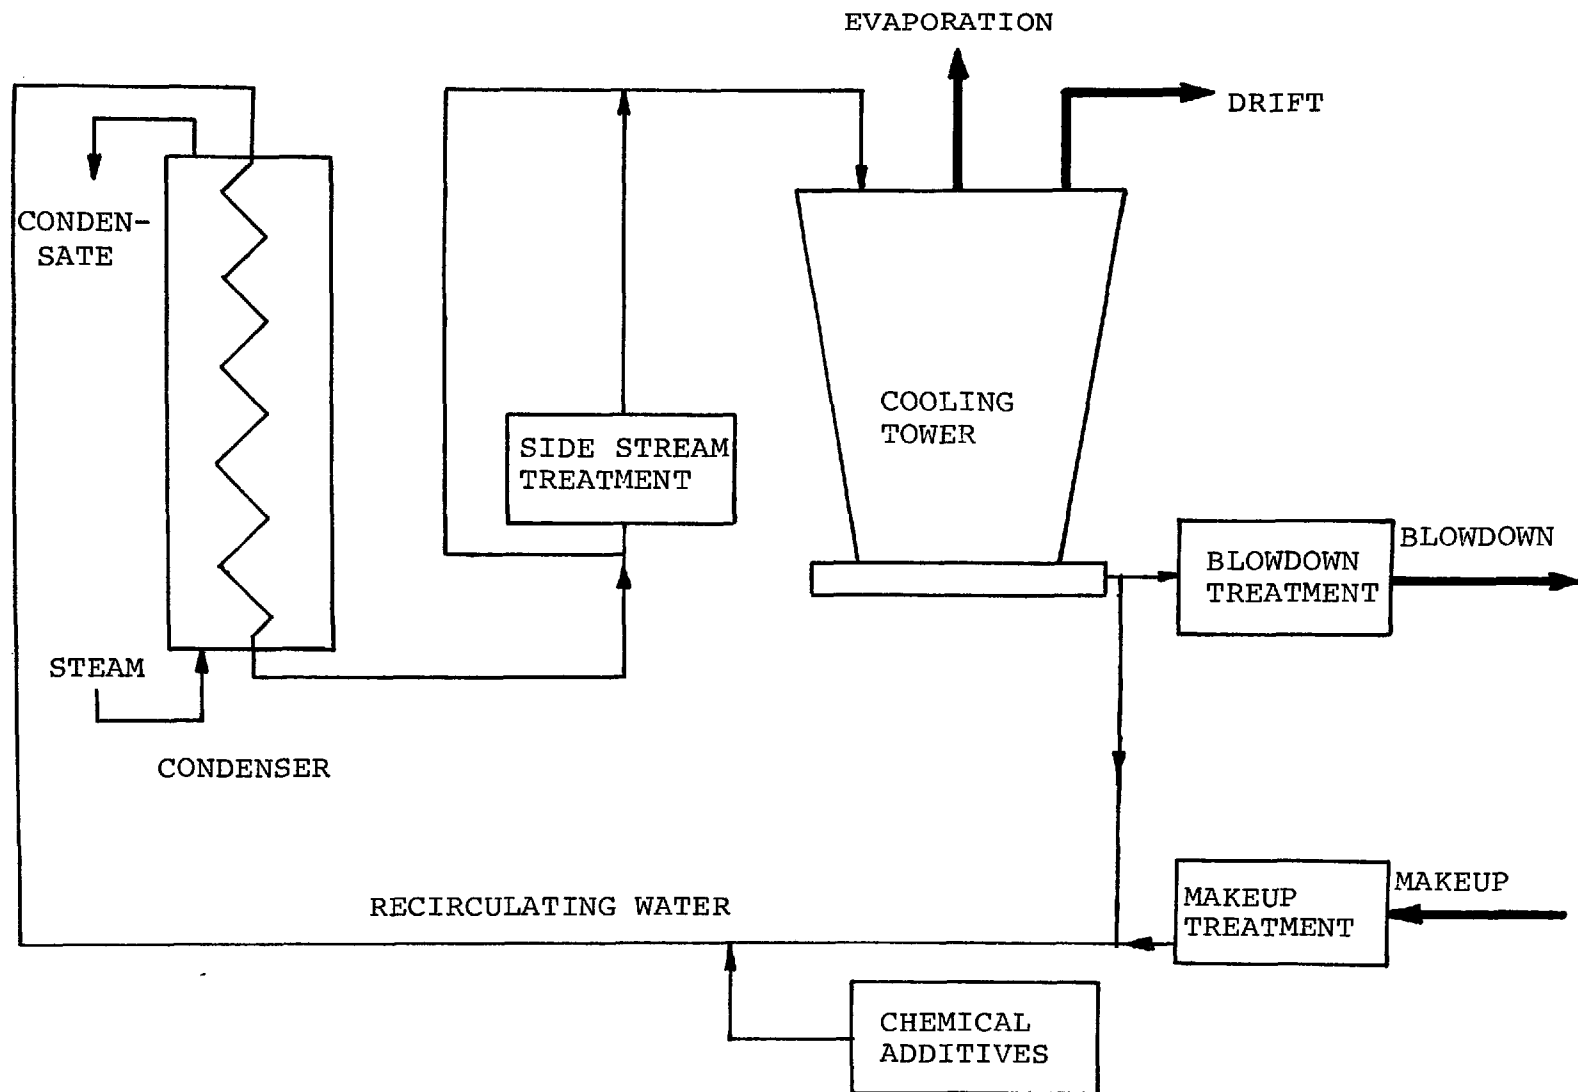 EVAPORATION
DRIFT
CONDEN-
SATE
COOLING
TOWER
SIDE STREAM
TREATMENT
BLOWDOWN
BLOWDOWN
TREATMENT
STEAM
CONDENSER
MAKEUP
MAKEUP
TREATMENT
RECIRCULATING WATER
CHEMICAL
ADDITIVES